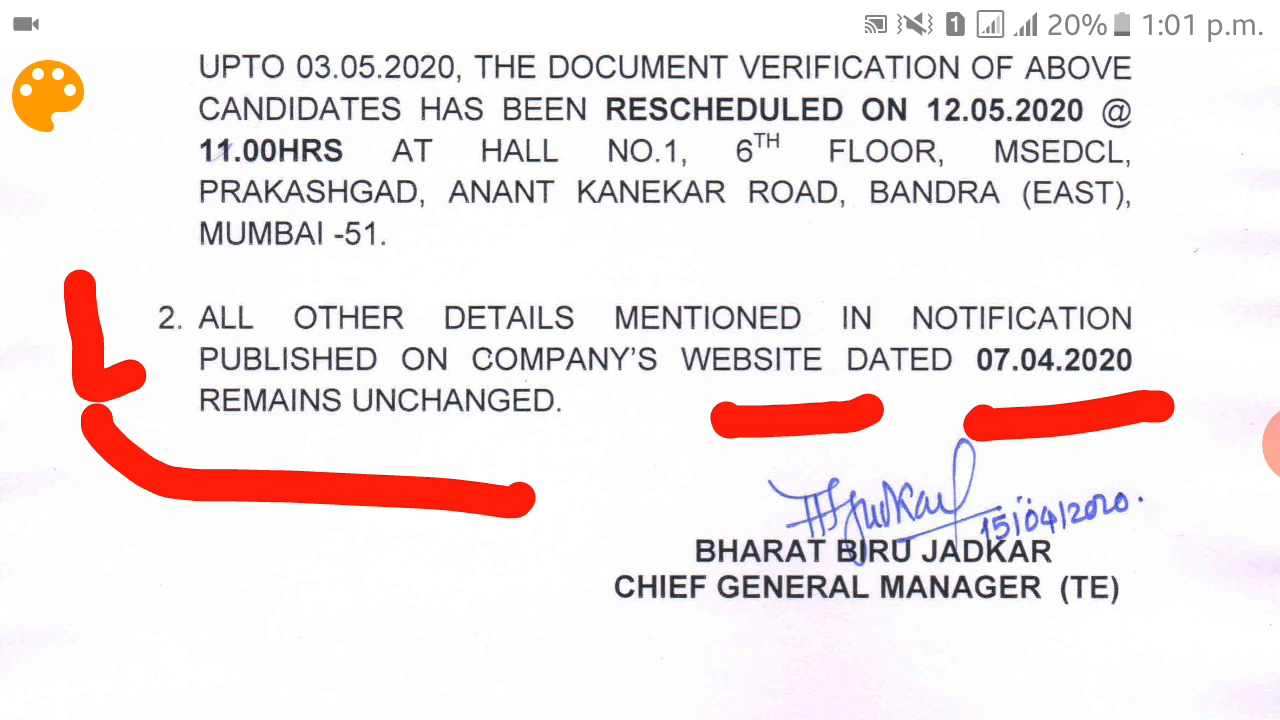 1 20% 1:01 p.m.
UPTO 03.05.2020, THE DOCUMENT VERIFICATION OF ABOVE
CANDIDATES HAS BEEN RESCHEDULED ON 12.05.2020 @
11.00HRS AT HALL NO.1, 6TH FLOOR, MSEDCL,
PRAKASHGAD, ANANT KANEKAR ROAD, BANDRA (EAST),
MUMBAI -51.
2. ALL OTHER DETAILS MENTIONED IN NOTIFICATION
PUBLISHED ON COMPANY'S WEBSITE DATED 07.04.2020
REMAINS UNCHANGED.
15/04/2020.
BHARAT BIRU JADKAR
CHIEF GENERAL MANAGER (TE)